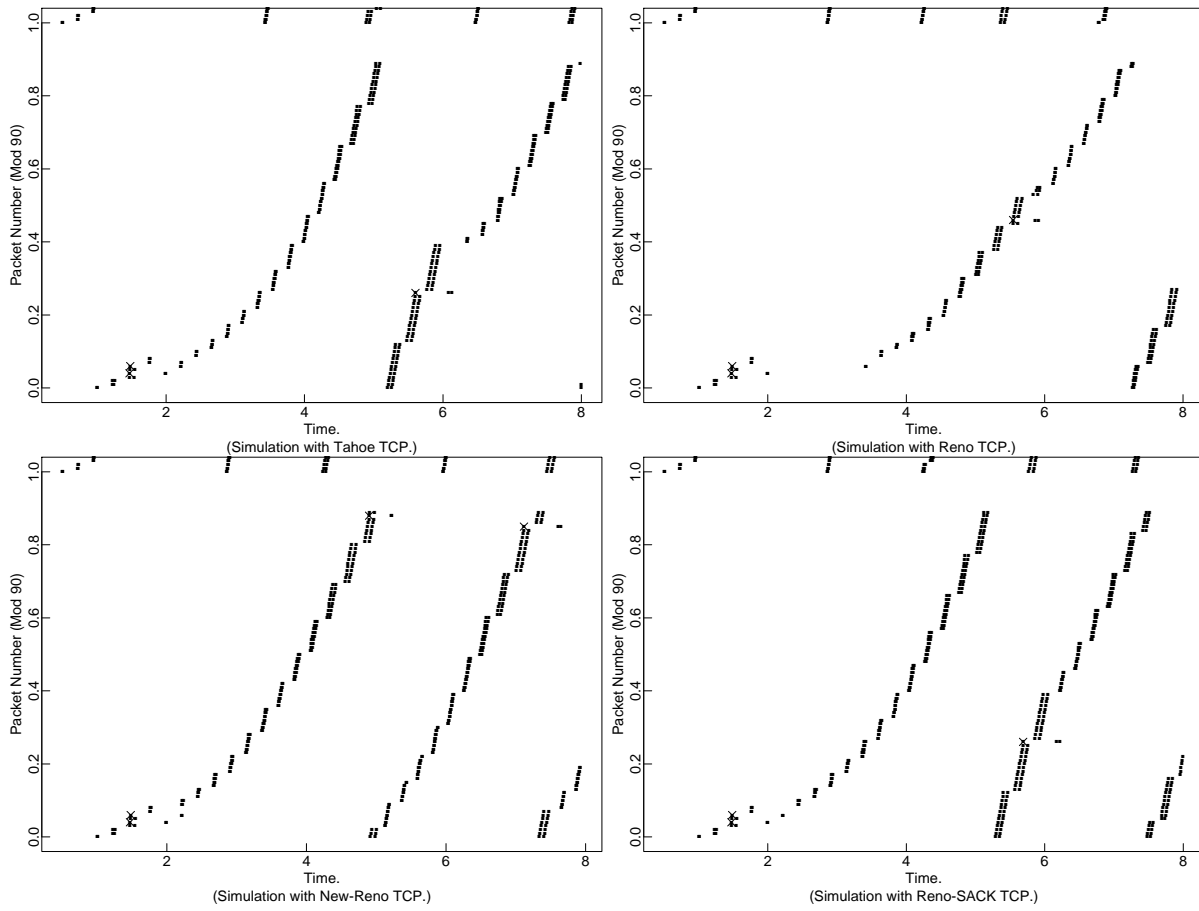 Packet Number (Mod 90)
0.0 0.2 0.4 0.6 0.8 1.0
2 4 6 8
Time.
(Simulation with Tahoe TCP.)
Packet Number (Mod 90)
0.0 0.2 0.4 0.6 0.8 1.0
2 4 6 8
Time.
(Simulation with Reno TCP.)
Packet Number (Mod 90)
0.0 0.2 0.4 0.6 0.8 1.0
2 4 6 8
Time.
(Simulation with New-Reno TCP.)
Packet Number (Mod 90)
0.0 0.2 0.4 0.6 0.8 1.0
2 4 6 8
Time.
(Simulation with Reno-SACK TCP.)